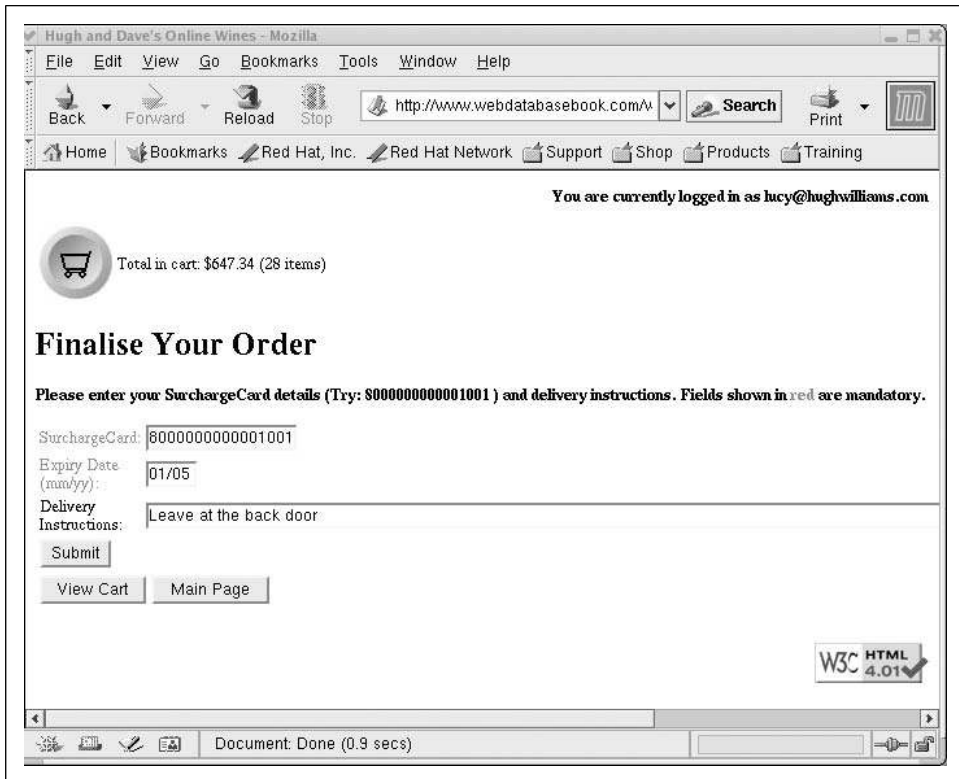 Hugh and Dave's Online Wines - Mozilla
File Edit View Go Bookmarks Tools Window Help
Back Forward Reload Stop http://www.webdatabasebook.com/ Search Print
Home Bookmarks Red Hat, Inc. Red Hat Network Support Shop Products Training
You are currently logged in as lucy@hughwilliams.com
Total in cart: $647.34 (28 items)
Finalise Your Order
Please enter your SurchargeCard details (Try: 8000000000001001 ) and delivery instructions. Fields shown in red are mandatory.
SurchargeCard: 8000000000001001
Expiry Date
(mm/yy): 01/05
Delivery
Instructions: Leave at the back door
Submit
View Cart Main Page
W3C HTML
4.01
Document: Done (0.9 secs)